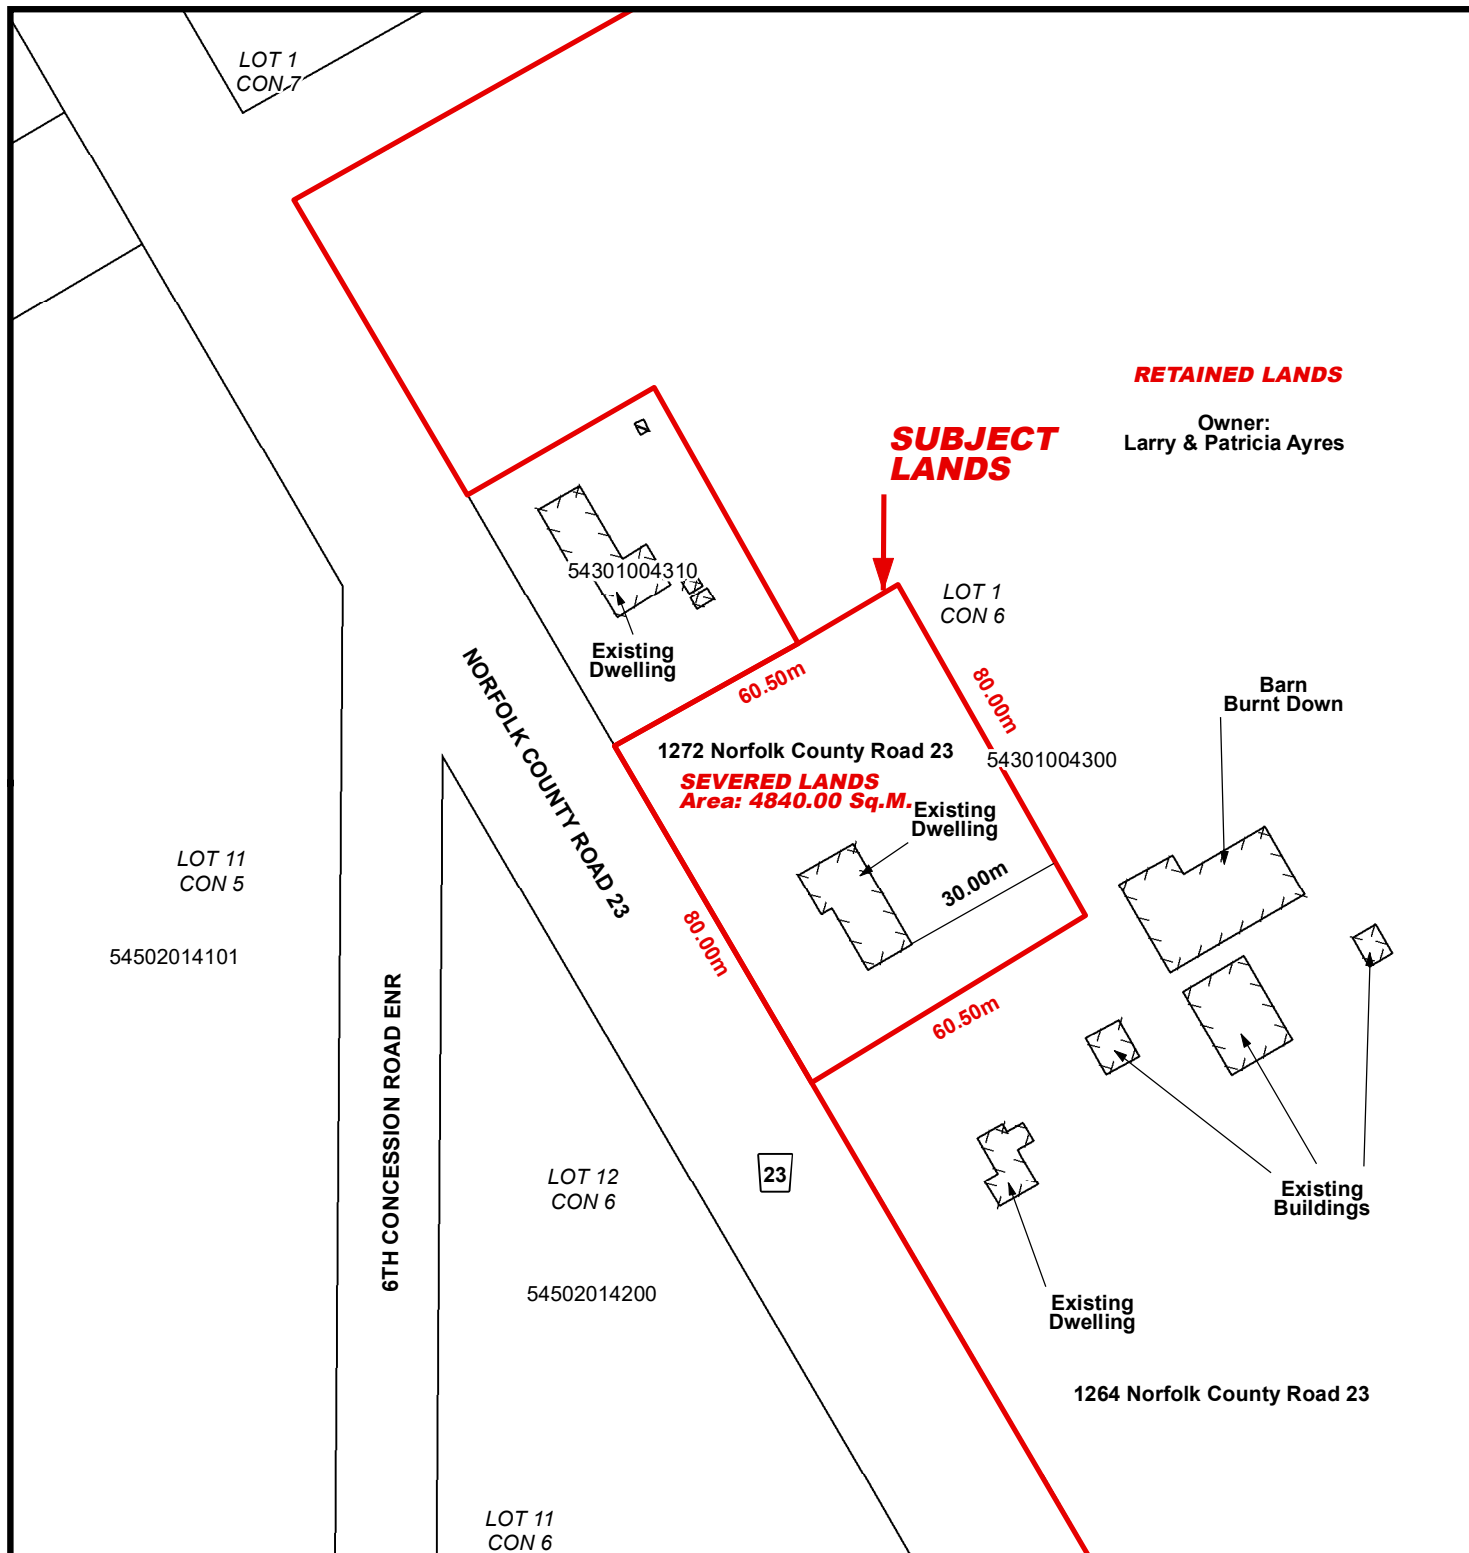 LOT 1
CON 7
RETAINED LANDS
Owner:
Larry & Patricia Ayres
SUBJECT
LANDS
54301004310
LOT 1
CON 6
Existing
Dwelling
60.50m
80.00m
Barn
Burnt Down
NORFOLK COUNTY ROAD 23
1272 Norfolk County Road 23
54301004300
SEVERED LANDS
Area: 4840.00 Sq.M.
Existing
Dwelling
LOT 11
CON 5
30.00m
80.00m
54502014101
60.50m
6TH CONCESSION ROAD ENR
LOT 12
CON 6
23
Existing
Buildings
54502014200
Existing
Dwelling
1264 Norfolk County Road 23
LOT 11
CON 6